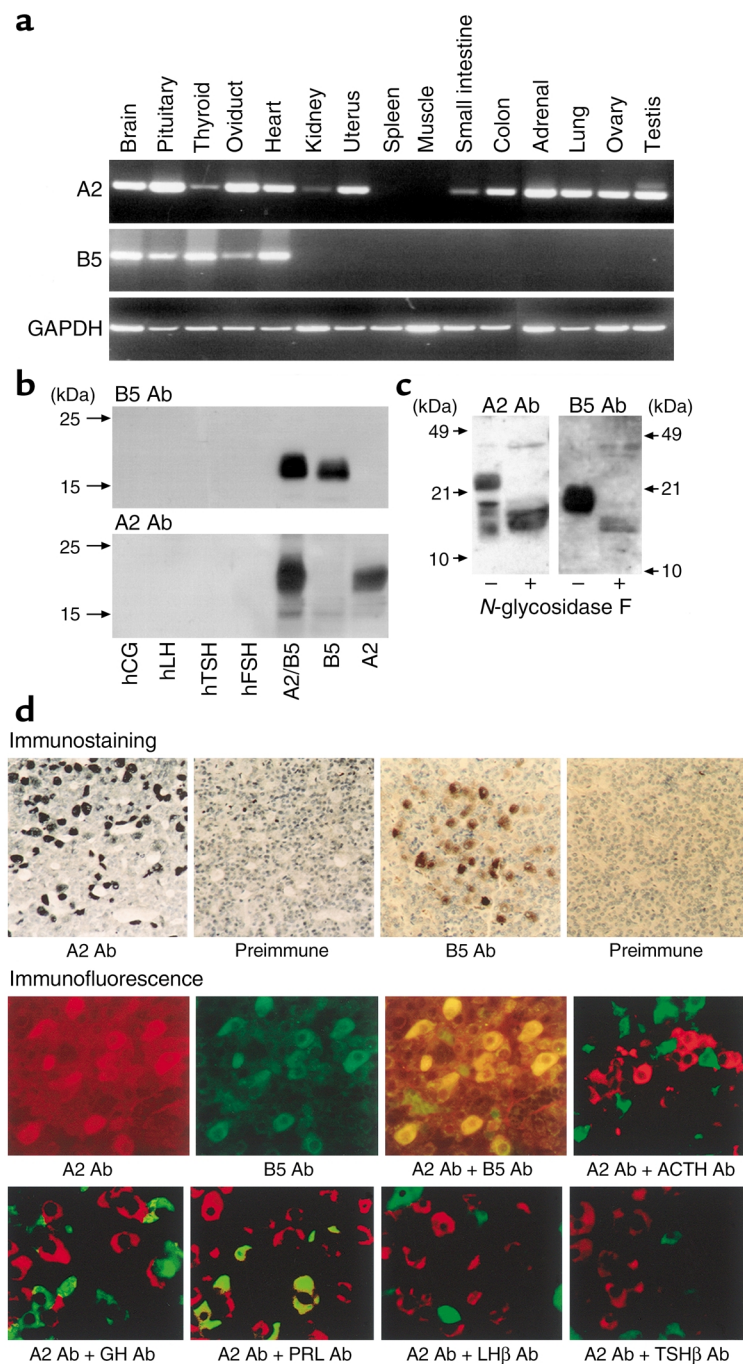 a
Brain Pituitary Thyroid Oviduct Heart Kidney Uterus Spleen Muscle Small intestine Colon Adrenal Lung Ovary Testis
A2
B5
GAPDH
b
(kDa) B5 Ab
25
15
A2 Ab
25
15
hCG hLH hTSH hFSH A2/B5 B5 A2
c
(kDa) A2 Ab B5 Ab (kDa)
49 49
21 21
10 10
– + – +
N-glycosidase F
d
Immunostaining
A2 Ab Preimmune B5 Ab Preimmune
Immunofluorescence
A2 Ab B5 Ab A2 Ab + B5 Ab A2 Ab + ACTH Ab
A2 Ab + GH Ab A2 Ab + PRL Ab A2 Ab + LHβ Ab A2 Ab + TSHβ Ab